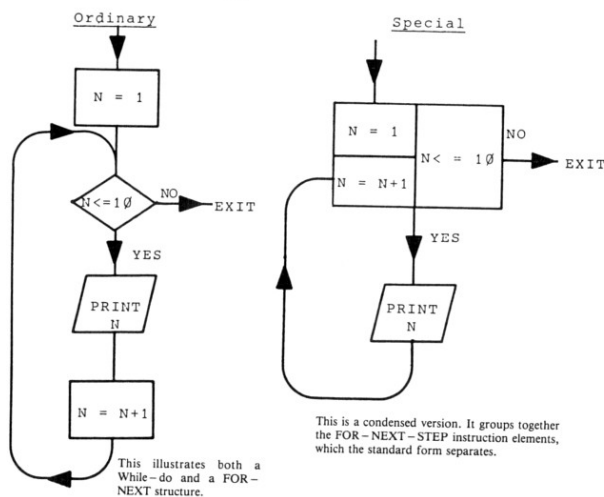 Ordinary
N = 1
N<=1Ø
NO
EXIT
YES
PRINT
N
N = N+1
This illustrates both a
While–do and a FOR–
NEXT structure.
Special
N = 1
N = N+1
N< = 1Ø
NO
EXIT
YES
PRINT
N
This is a condensed version. It groups together
the FOR–NEXT–STEP instruction elements,
which the standard form separates.